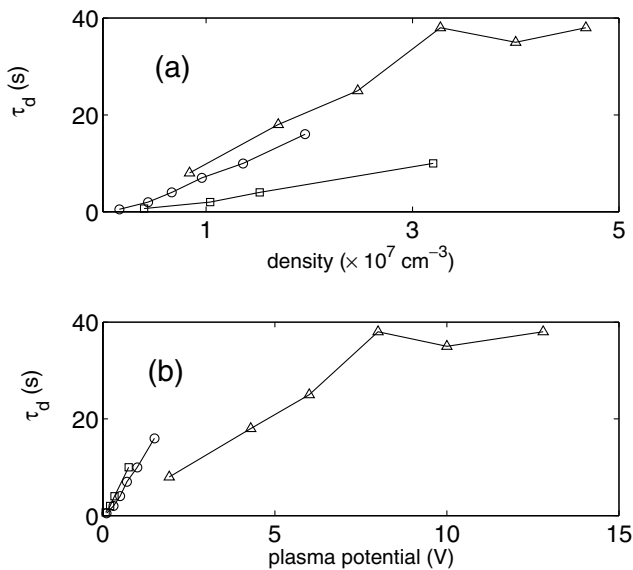 40
20
0
τd (s)
(a)
1
3
5
density (× 10⁷ cm⁻³)
40
20
0
τd (s)
(b)
0
5
10
15
plasma potential (V)